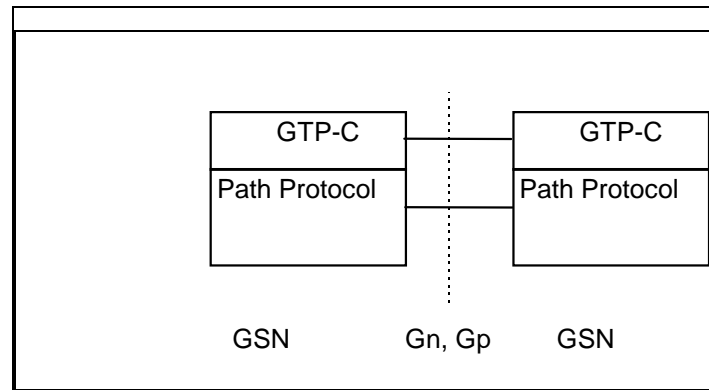 GTP-C GTP-C
Path Protocol Path Protocol
GSN Gn, Gp GSN